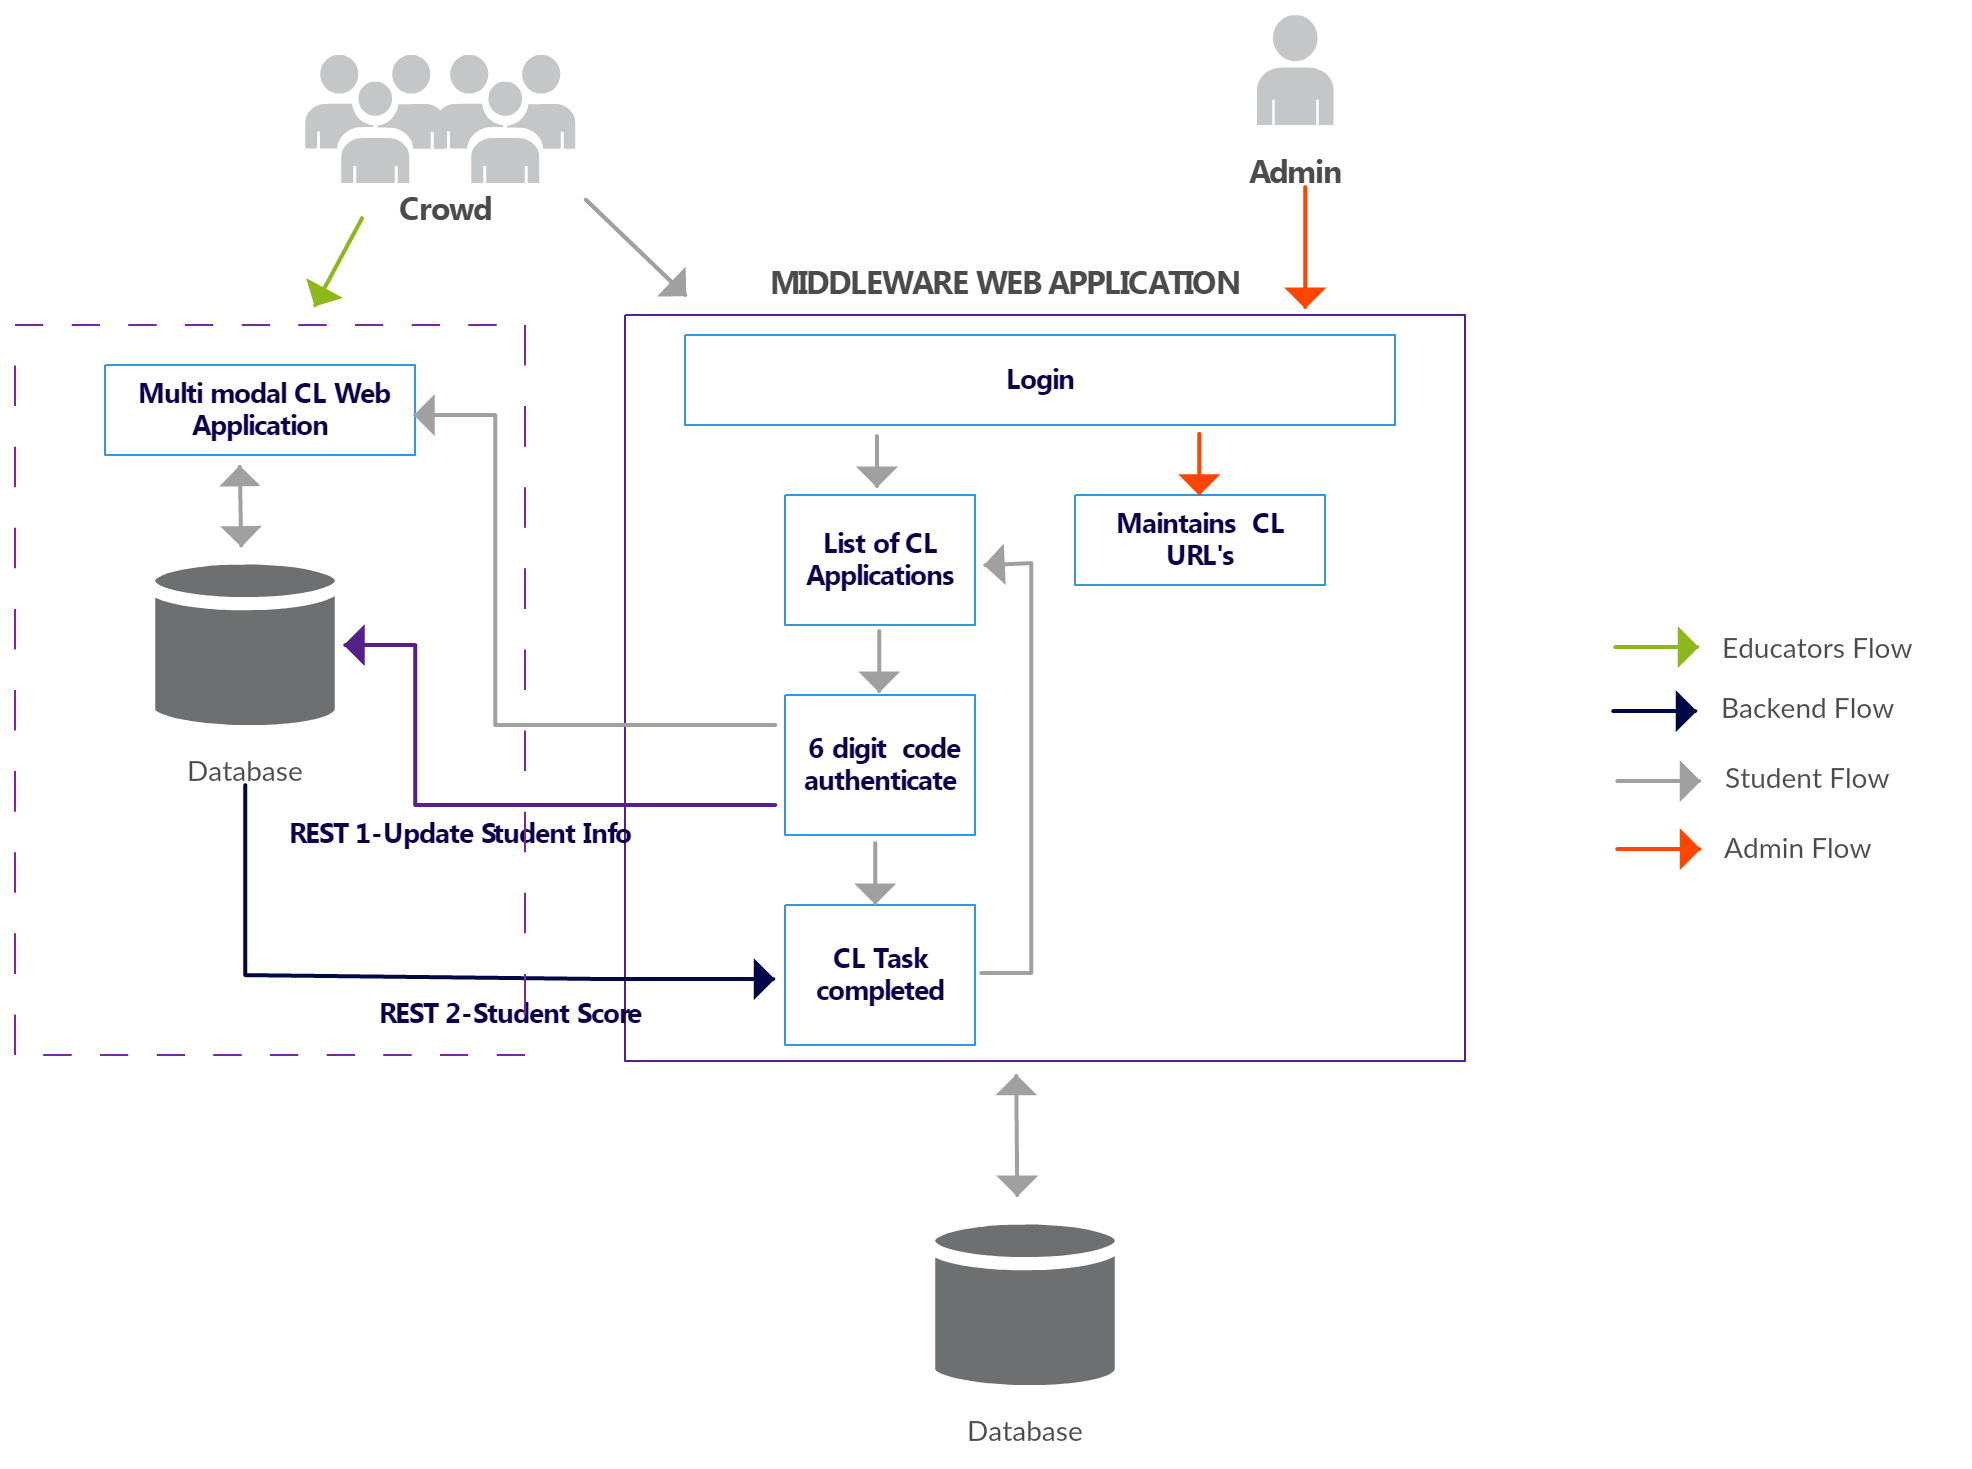 Crowd
Admin
MIDDLEWARE WEB APPLICATION
Multi modal CL Web
Application
Login
List of CL
Applications
Maintains CL
URL's
6 digit code
authenticate
Database
REST 1-Update Student Info
CL Task
completed
REST 2-Student Score
Educators Flow
Backend Flow
Student Flow
Admin Flow
Database